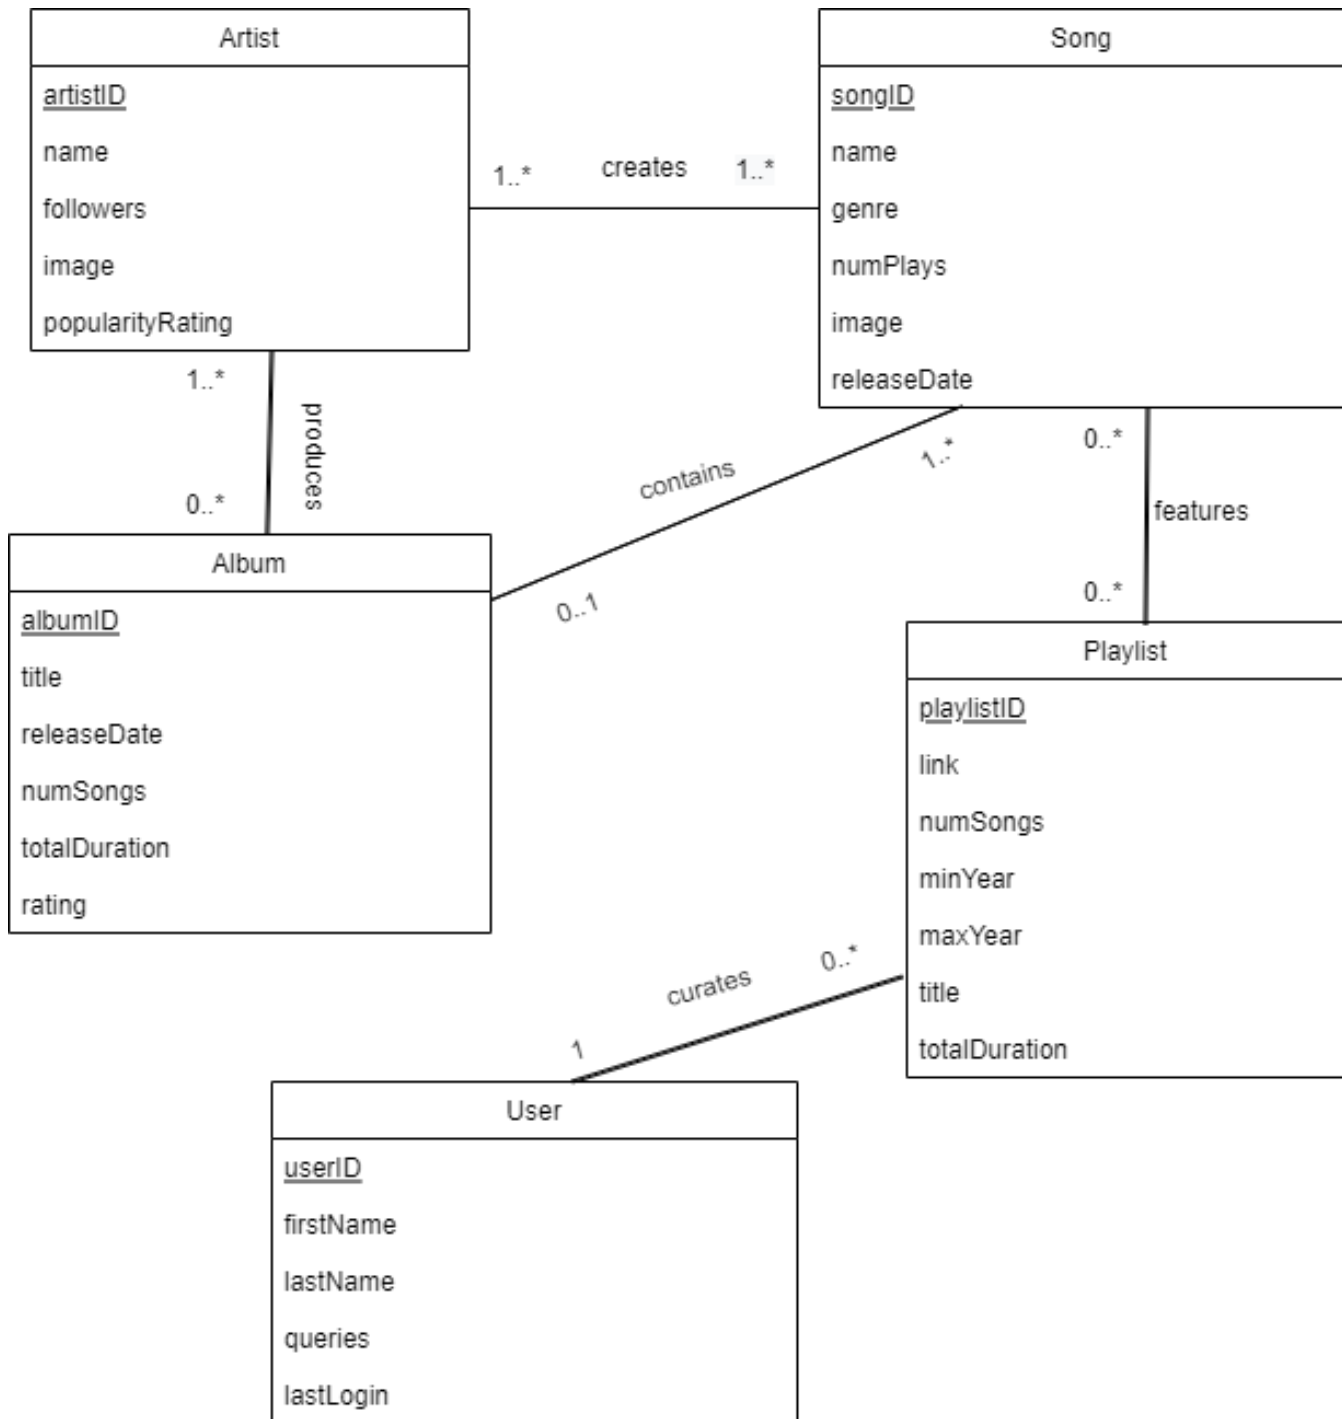 Artist
artistID
name
followers
image
popularityRating
1..*
creates
1..*
Song
songID
name
genre
numPlays
image
releaseDate
1..*
produces
0..*
contains
1..*
0..1
0..*
features
0..*
Album
albumID
title
releaseDate
numSongs
totalDuration
rating
Playlist
playlistID
link
numSongs
minYear
maxYear
title
totalDuration
curates
0..*
1
User
userID
firstName
lastName
queries
lastLogin